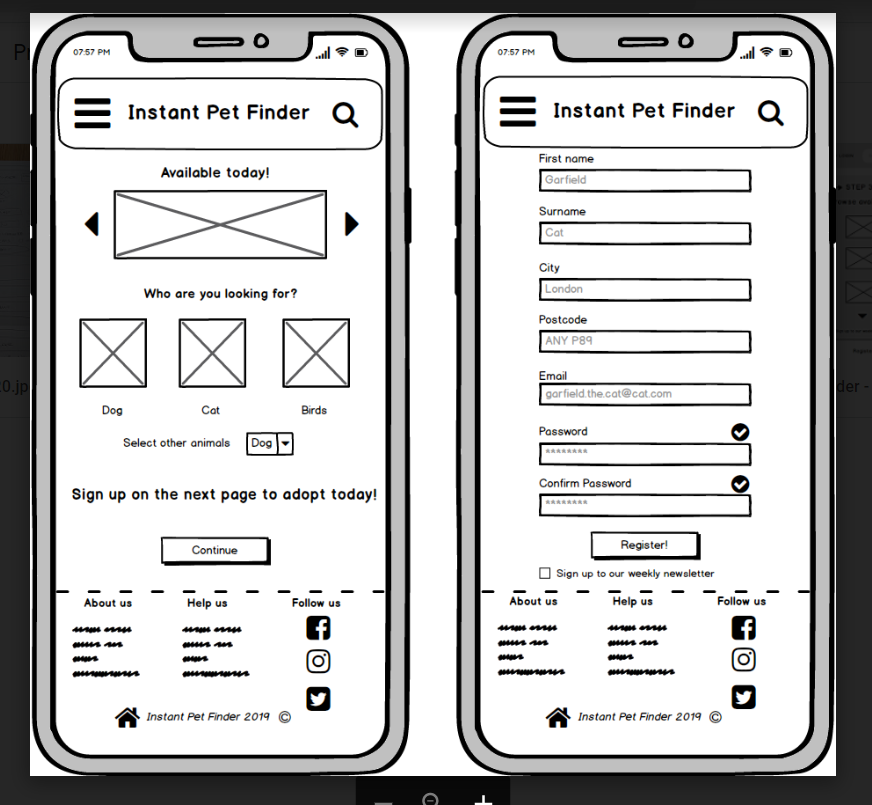 07:57 PM
Instant Pet Finder
Available today!
Who are you looking for?
Dog Cat Birds
Select other animals Dog
Sign up on the next page to adopt today!
Continue
About us Help us Follow us
Instant Pet Finder 2019 ©
07:57 PM
Instant Pet Finder
First name
Garfield
Surname
Cat
City
London
Postcode
ANY P89
Email
garfield.the.cat@cat.com
Password
********
Confirm Password
********
Register!
Sign up to our weekly newsletter
About us Help us Follow us
Instant Pet Finder 2019 ©